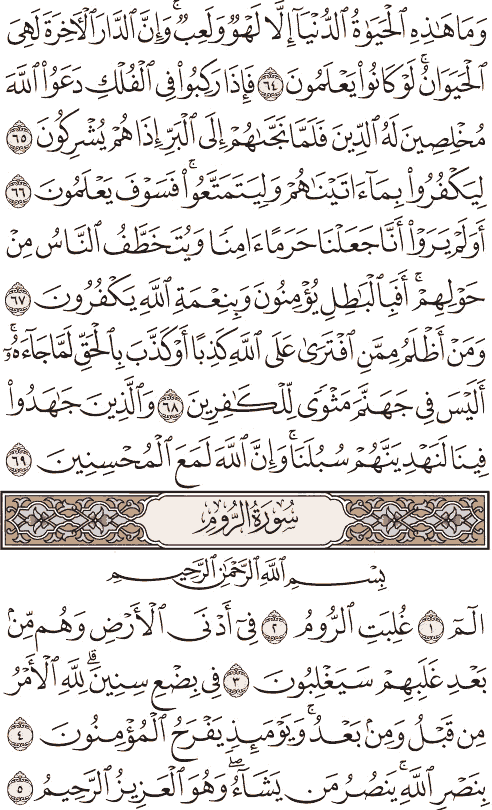 وَمَا هَٰذِهِ ٱلْحَيَوٰةُ ٱلدُّنْيَآ إِلَّا لَهْوٌ وَلَعِبٌ ۚ وَإِنَّ ٱلدَّارَ ٱلْـَٔاخِرَةَ لَهِىَ
ٱلْحَيَوَانُ ۚ لَوْ كَانُوا۟ يَعْلَمُونَ ٦٤ فَإِذَا رَكِبُوا۟ فِى ٱلْفُلْكِ دَعَوُا۟ ٱللَّهَ
مُخْلِصِينَ لَهُ ٱلدِّينَ فَلَمَّا نَجَّىٰهُمْ إِلَى ٱلْبَرِّ إِذَا هُمْ يُشْرِكُونَ ٦٥
لِيَكْفُرُوا۟ بِمَآ ءَاتَيْنَٰهُمْ وَلِيَتَمَتَّعُوا۟ ۖ فَسَوْفَ يَعْلَمُونَ ٦٦
أَوَلَمْ يَرَوْا۟ أَنَّا جَعَلْنَا حَرَمًا ءَامِنًا وَيُتَخَطَّفُ ٱلنَّاسُ مِنْ
حَوْلِهِمْ ۚ أَفَبِٱلْبَٰطِلِ يُؤْمِنُونَ وَبِنِعْمَةِ ٱللَّهِ يَكْفُرُونَ ٦٧
وَمَنْ أَظْلَمُ مِمَّنِ ٱفْتَرَىٰ عَلَى ٱللَّهِ كَذِبًا أَوْ كَذَّبَ بِٱلْحَقِّ لَمَّا جَآءَهُۥٓ ۚ
أَلَيْسَ فِى جَهَنَّمَ مَثْوًى لِّلْكَٰفِرِينَ ٦٨ وَٱلَّذِينَ جَٰهَدُوا۟
فِينَا لَنَهْدِيَنَّهُمْ سُبُلَنَا ۚ وَإِنَّ ٱللَّهَ لَمَعَ ٱلْمُحْسِنِينَ ٦٩
سُورَةُ الرُّومِ
بِسْمِ ٱللَّهِ ٱلرَّحْمَٰنِ ٱلرَّحِيمِ
الٓمٓ ١ غُلِبَتِ ٱلرُّومُ ٢ فِىٓ أَدْنَى ٱلْأَرْضِ وَهُم مِّنۢ
بَعْدِ غَلَبِهِمْ سَيَغْلِبُونَ ٣ فِى بِضْعِ سِنِينَ ۗ لِلَّهِ ٱلْأَمْرُ
مِن قَبْلُ وَمِنۢ بَعْدُ ۚ وَيَوْمَئِذٍ يَفْرَحُ ٱلْمُؤْمِنُونَ ٤
بِنَصْرِ ٱللَّهِ ۚ يَنصُرُ مَن يَشَآءُ ۖ وَهُوَ ٱلْعَزِيزُ ٱلرَّحِيمُ ٥